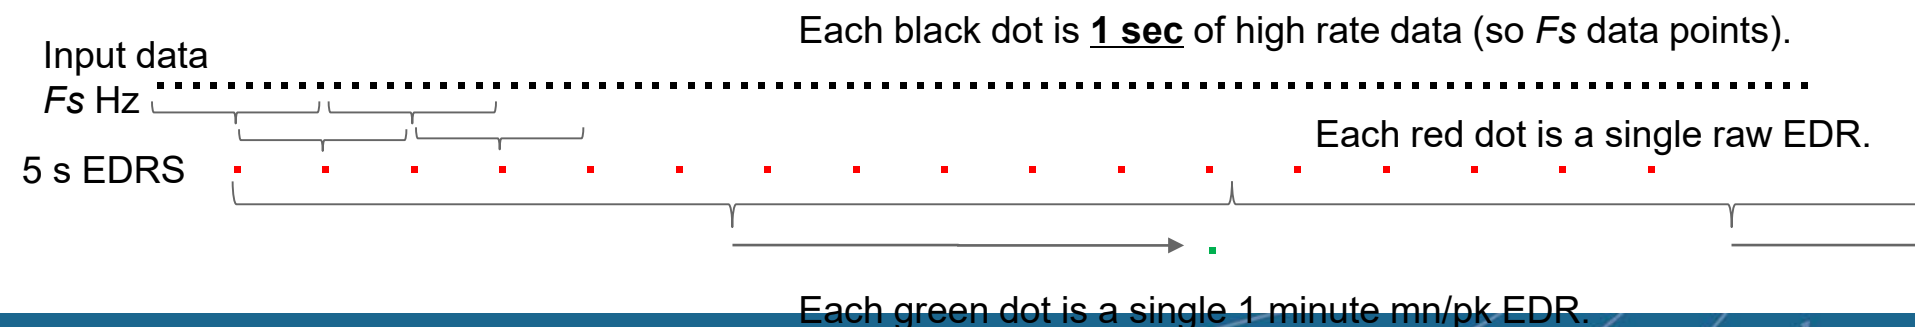 Each black dot is 1 sec of high rate data (so Fs data points).
Input data
Fs Hz
Each red dot is a single raw EDR.
5 s EDRS
Each green dot is a single 1 minute mn/pk EDR.